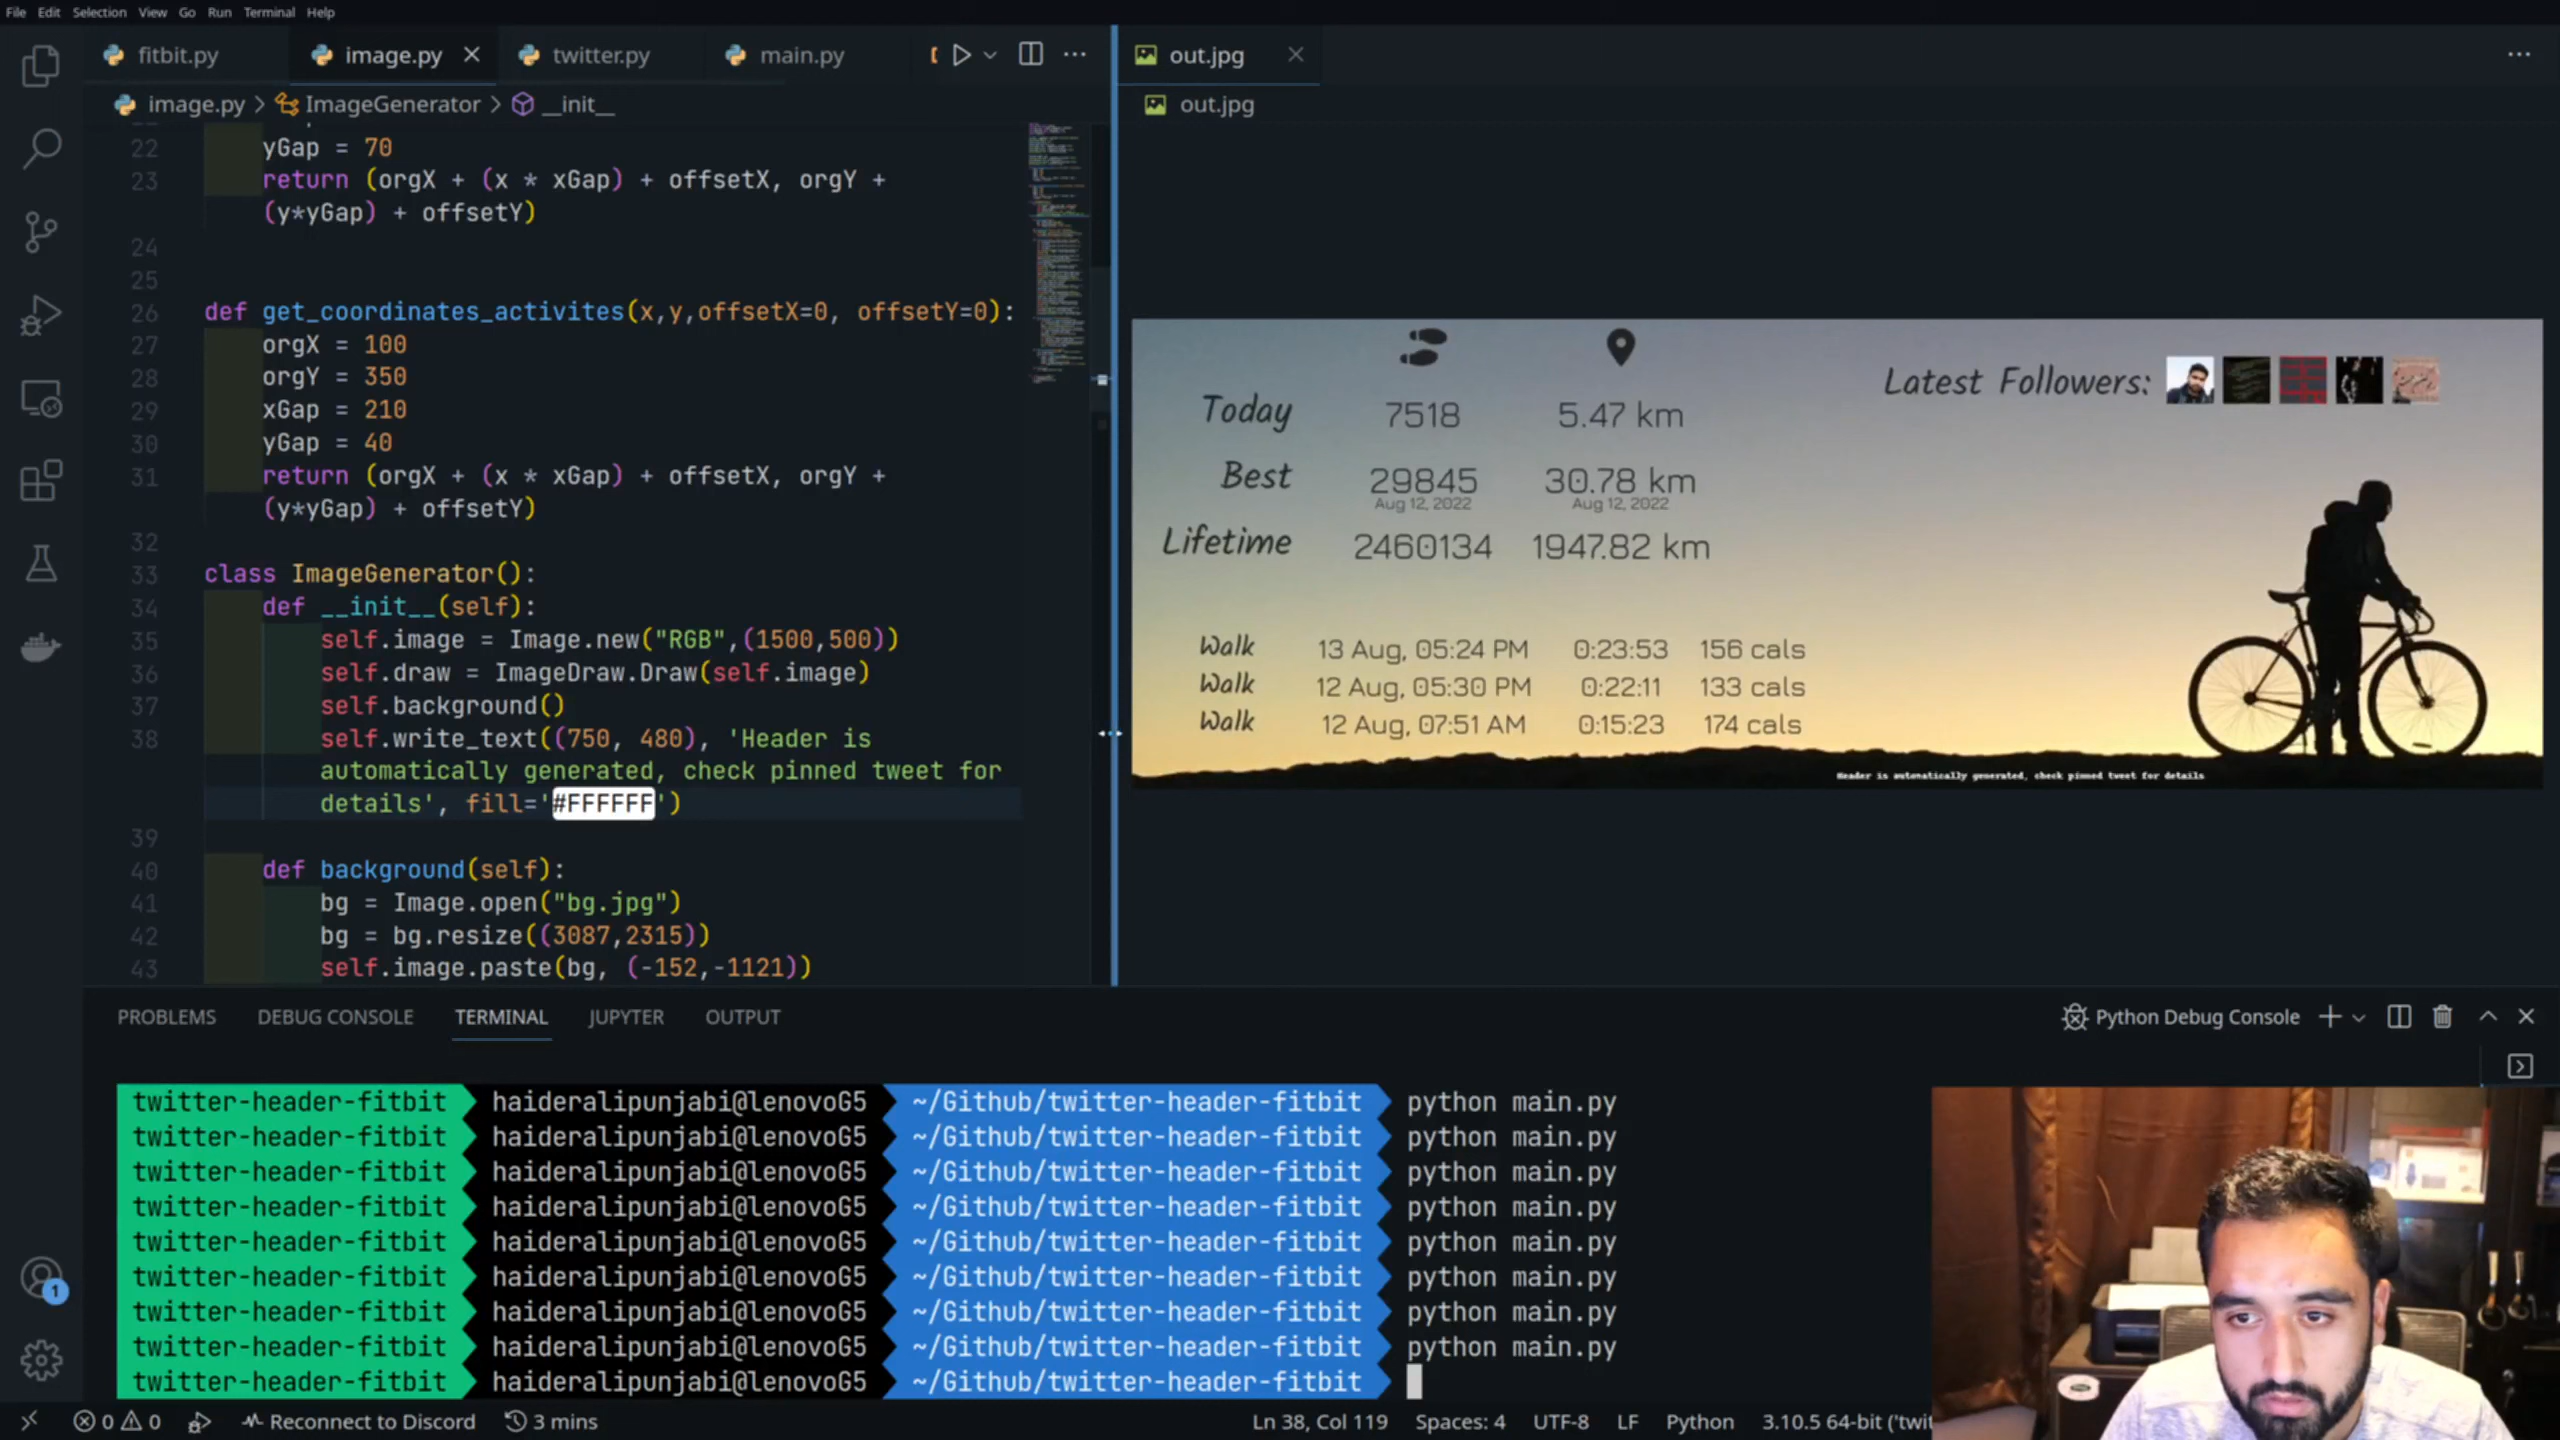 File Edit Selection View Go Run Terminal Help
fitbit.py image.py twitter.py main.py
image.py > ImageGenerator > __init__
22 yGap = 70
23 return (orgX + (x * xGap) + offsetX, orgY +
(y*yGap) + offsetY)
24
25
26 def get_coordinates_activites(x,y,offsetX=0, offsetY=0):
27 orgX = 100
28 orgY = 350
29 xGap = 210
30 yGap = 40
31 return (orgX + (x * xGap) + offsetX, orgY +
(y*yGap) + offsetY)
32
33 class ImageGenerator():
34 def __init__(self):
35 self.image = Image.new("RGB",(1500,500))
36 self.draw = ImageDraw.Draw(self.image)
37 self.background()
38 self.write_text((750, 480), 'Header is
automatically generated, check pinned tweet for
details', fill='#FFFFFF')
39
40 def background(self):
41 bg = Image.open("bg.jpg")
42 bg = bg.resize((3087,2315))
43 self.image.paste(bg, (-152,-1121))
out.jpg
out.jpg
Latest Followers:
Today 7518 5.47 km
Best 29845 30.78 km
Aug 12, 2022 Aug 12, 2022
Lifetime 2460134 1947.82 km
Walk 13 Aug, 05:24 PM 0:23:53 156 cals
Walk 12 Aug, 05:30 PM 0:22:11 133 cals
Walk 12 Aug, 07:51 AM 0:15:23 174 cals
Header is automatically generated, check pinned tweet for details
PROBLEMS DEBUG CONSOLE TERMINAL JUPYTER OUTPUT
Python Debug Console
twitter-header-fitbit haideralipunjabi@lenovoG5 ~/Github/twitter-header-fitbit python main.py
twitter-header-fitbit haideralipunjabi@lenovoG5 ~/Github/twitter-header-fitbit python main.py
twitter-header-fitbit haideralipunjabi@lenovoG5 ~/Github/twitter-header-fitbit python main.py
twitter-header-fitbit haideralipunjabi@lenovoG5 ~/Github/twitter-header-fitbit python main.py
twitter-header-fitbit haideralipunjabi@lenovoG5 ~/Github/twitter-header-fitbit python main.py
twitter-header-fitbit haideralipunjabi@lenovoG5 ~/Github/twitter-header-fitbit python main.py
twitter-header-fitbit haideralipunjabi@lenovoG5 ~/Github/twitter-header-fitbit python main.py
twitter-header-fitbit haideralipunjabi@lenovoG5 ~/Github/twitter-header-fitbit python main.py
twitter-header-fitbit haideralipunjabi@lenovoG5 ~/Github/twitter-header-fitbit
1
0 0 Reconnect to Discord 3 mins Ln 38, Col 119 Spaces: 4 UTF-8 LF Python 3.10.5 64-bit ('twit